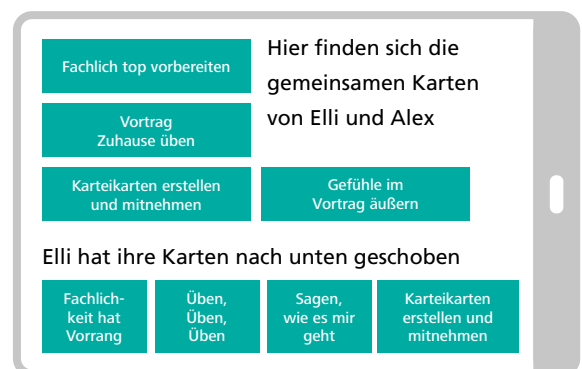 Fachlich top vorbereiten
Hier finden sich die
gemeinsamen Karten
von Elli und Alex
Vortrag
Zuhause üben
Karteikarten erstellen
und mitnehmen
Gefühle im
Vortrag äußern
Elli hat ihre Karten nach unten geschoben
Fachlich-
keit hat
Vorrang
Üben,
Üben,
Üben
Sagen,
wie es mir
geht
Karteikarten
erstellen und
mitnehmen